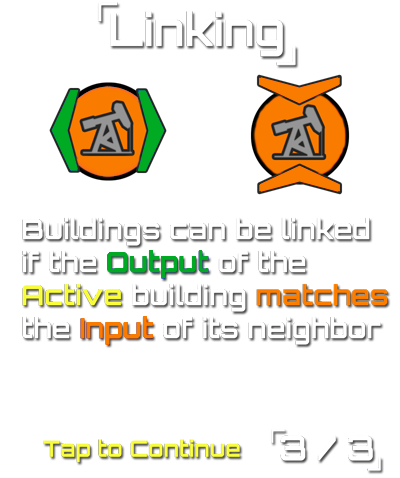 Linking
Buildings can be linked
if the Output of the
Active building matches
the Input of its neighbor
Tap to Continue
3 / 3